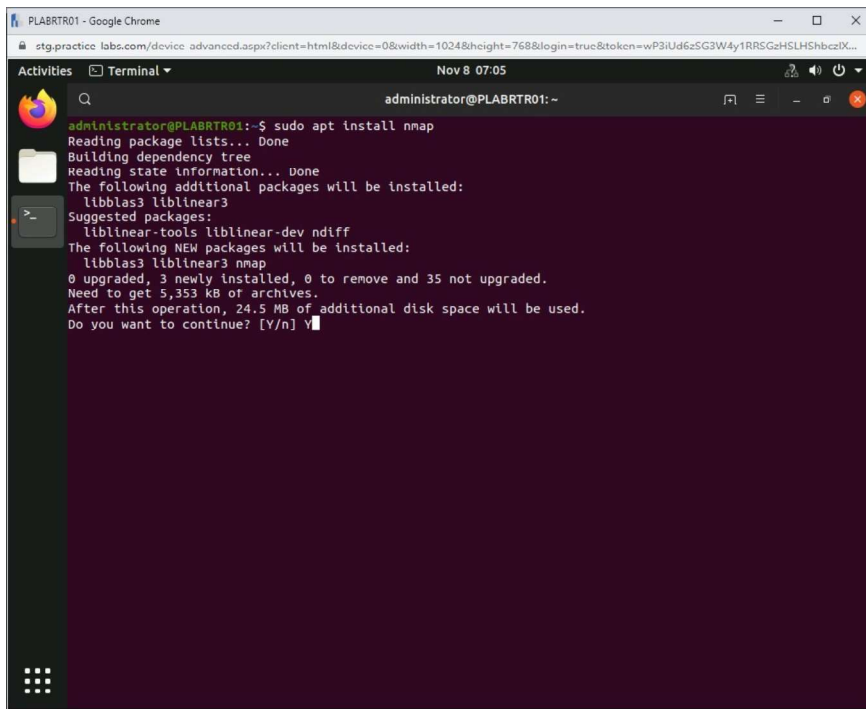 PLABRTR01 - Google Chrome
stg.practice-labs.com/device-advanced.aspx?client=html&device=0&width=1024&height=768&login=true&token=wP3iUd6zSG3W4y1RRSGzHSLHShbczIX...
Activities Terminal Nov 8 07:05
administrator@PLABRTR01: ~
administrator@PLABRTR01:~$ sudo apt install nmap
Reading package lists... Done
Building dependency tree
Reading state information... Done
The following additional packages will be installed:
libblas3 liblinear3
Suggested packages:
liblinear-tools liblinear-dev ndiff
The following NEW packages will be installed:
libblas3 liblinear3 nmap
0 upgraded, 3 newly installed, 0 to remove and 35 not upgraded.
Need to get 5,353 kB of archives.
After this operation, 24.5 MB of additional disk space will be used.
Do you want to continue? [Y/n] Y